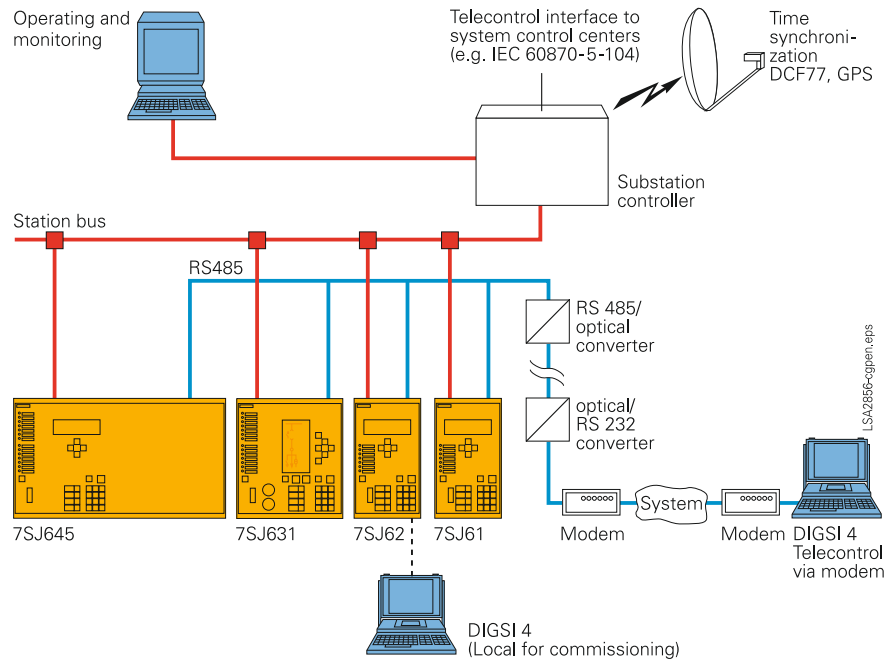 Operating and
monitoring
Telecontrol interface to
system control centers
(e.g. IEC 60870-5-104)
Time
synchroni-
zation
DCF77, GPS
Substation
controller
Station bus
RS485
RS 485/
optical
converter
optical/
RS 232
converter
LSA2856-cgpen.eps
7SJ645
7SJ631
7SJ62
7SJ61
Modem
System
Modem
DIGSI 4
Telecontrol
via modem
DIGSI 4
(Local for commissioning)